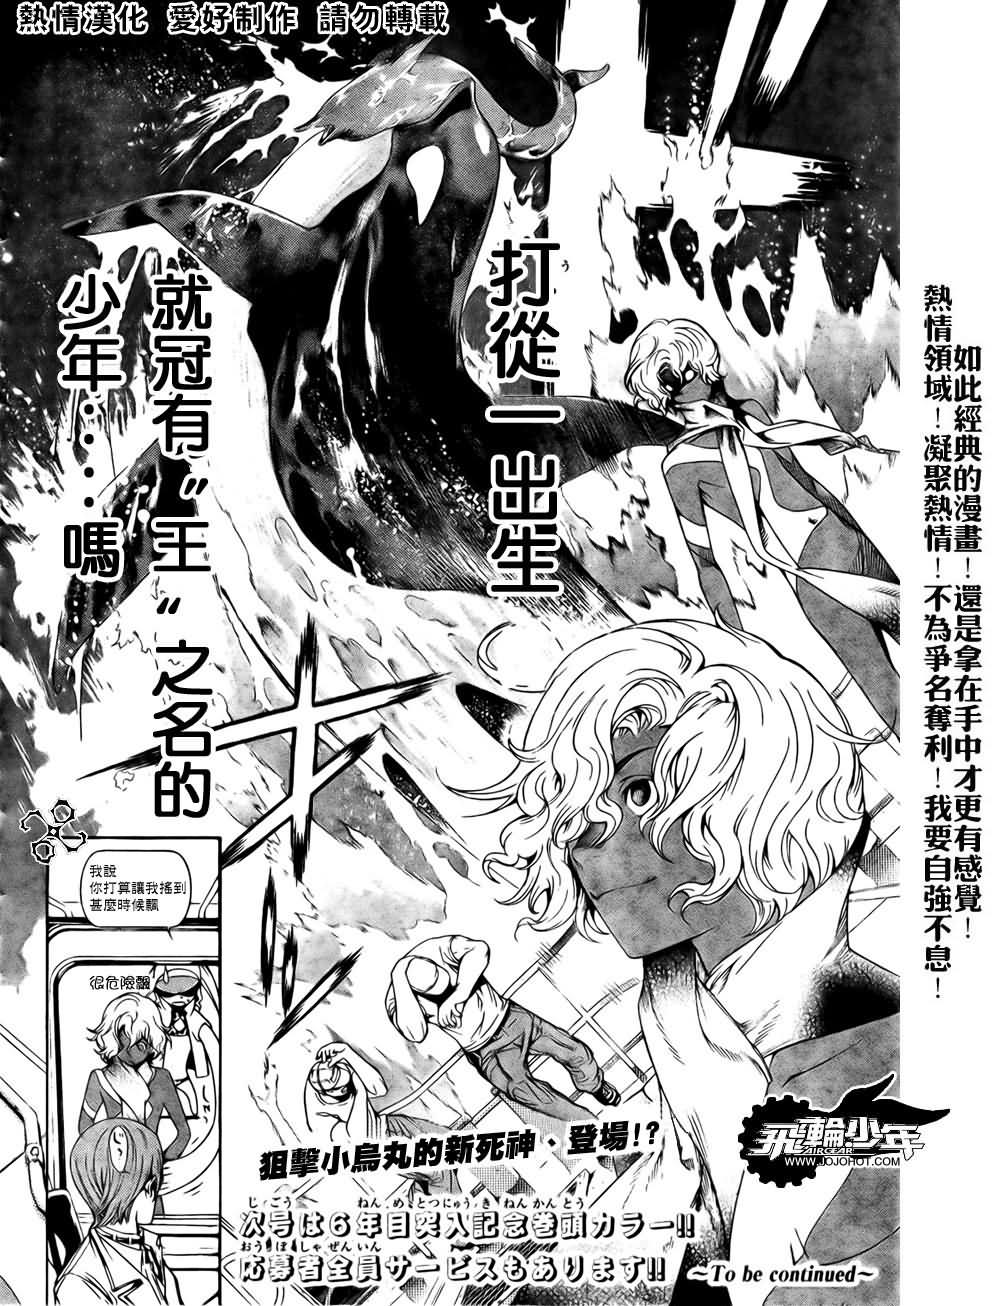 熱情漢化 愛好制作 請勿轉載
打從一出生
就冠有〝王〞之名的
少年‥‥嗎
如此經典的漫畫！還是拿在手中才更有感覺！
熱情領域！凝聚熱情！不為爭名奪利！我要自強不息！
我說
你打算讓我搖到
甚麼時候飄
很危險飄
狙擊小烏丸的新死神、登場!?
次号は6年目突入記念巻頭カラー!!
応募者全員サービスもあります!!
~To be continued~
飛輪少年
AIRGEAR
WWW.JOJOHOT.COM